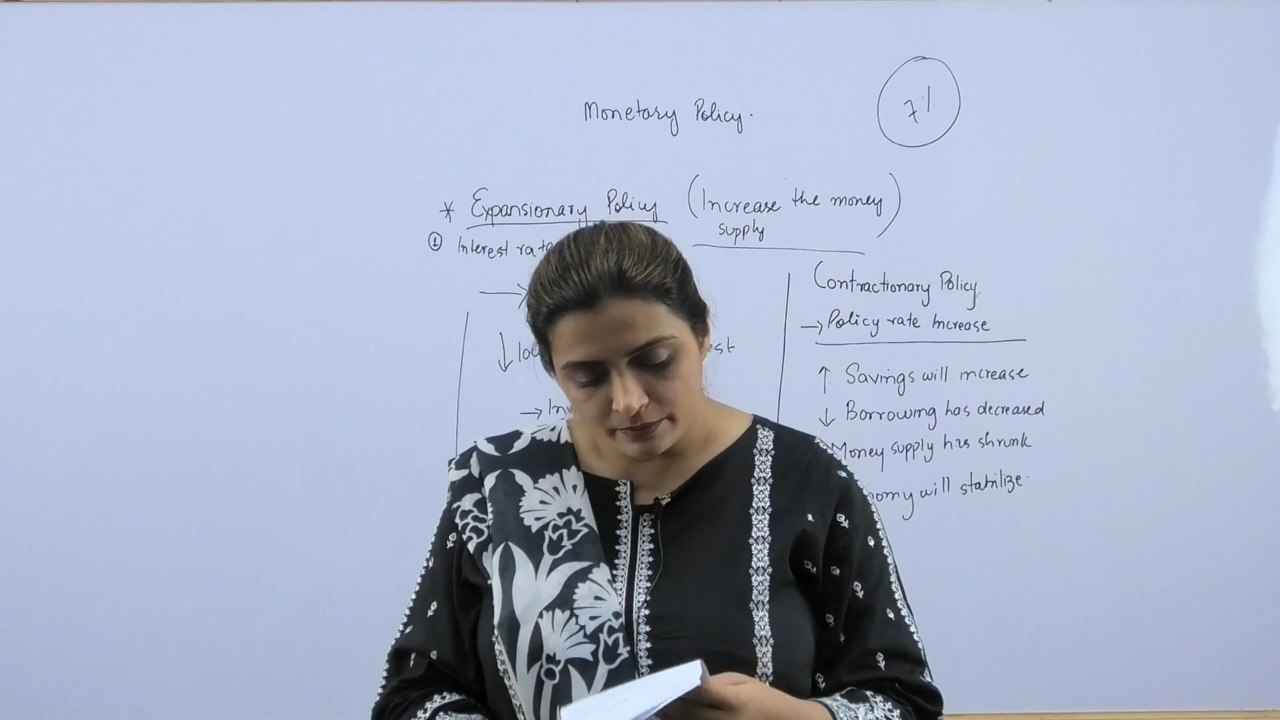 Monetary Policy.
7%
* Expansionary Policy (Increase the money
supply)
① Interest rate
→
↓
est
→
Contractionary Policy.
→ Policy rate Increase
↑ Savings will increase
↓ Borrowing has decreased
Money supply has shrunk
will stabilize.